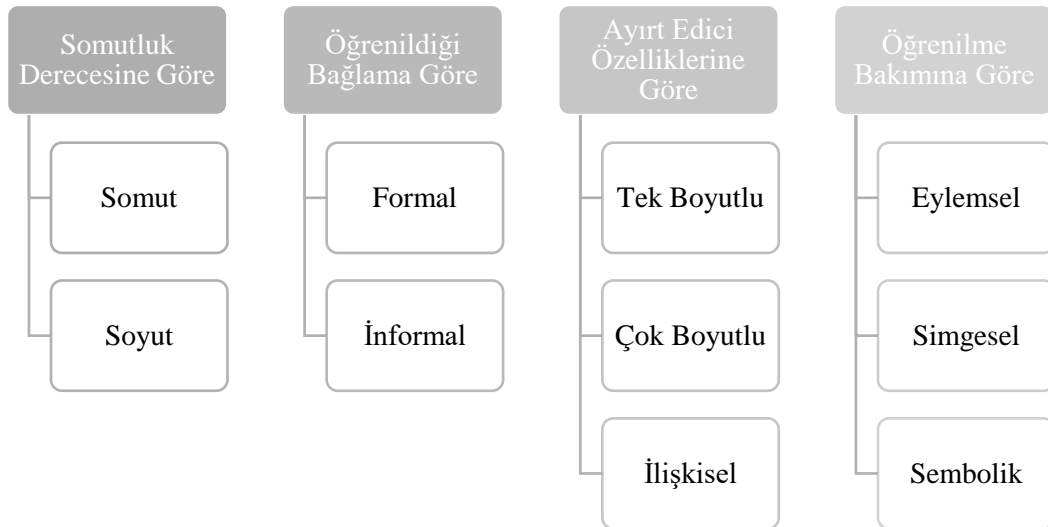 Somutluk
Derecesine Göre
Somut
Soyut
Öğrenildiği
Bağlama Göre
Formal
İnformal
Ayırt Edici
Özelliklerine
Göre
Tek Boyutlu
Çok Boyutlu
İlişkisel
Öğrenilme
Bakımına Göre
Eylemsel
Simgesel
Sembolik